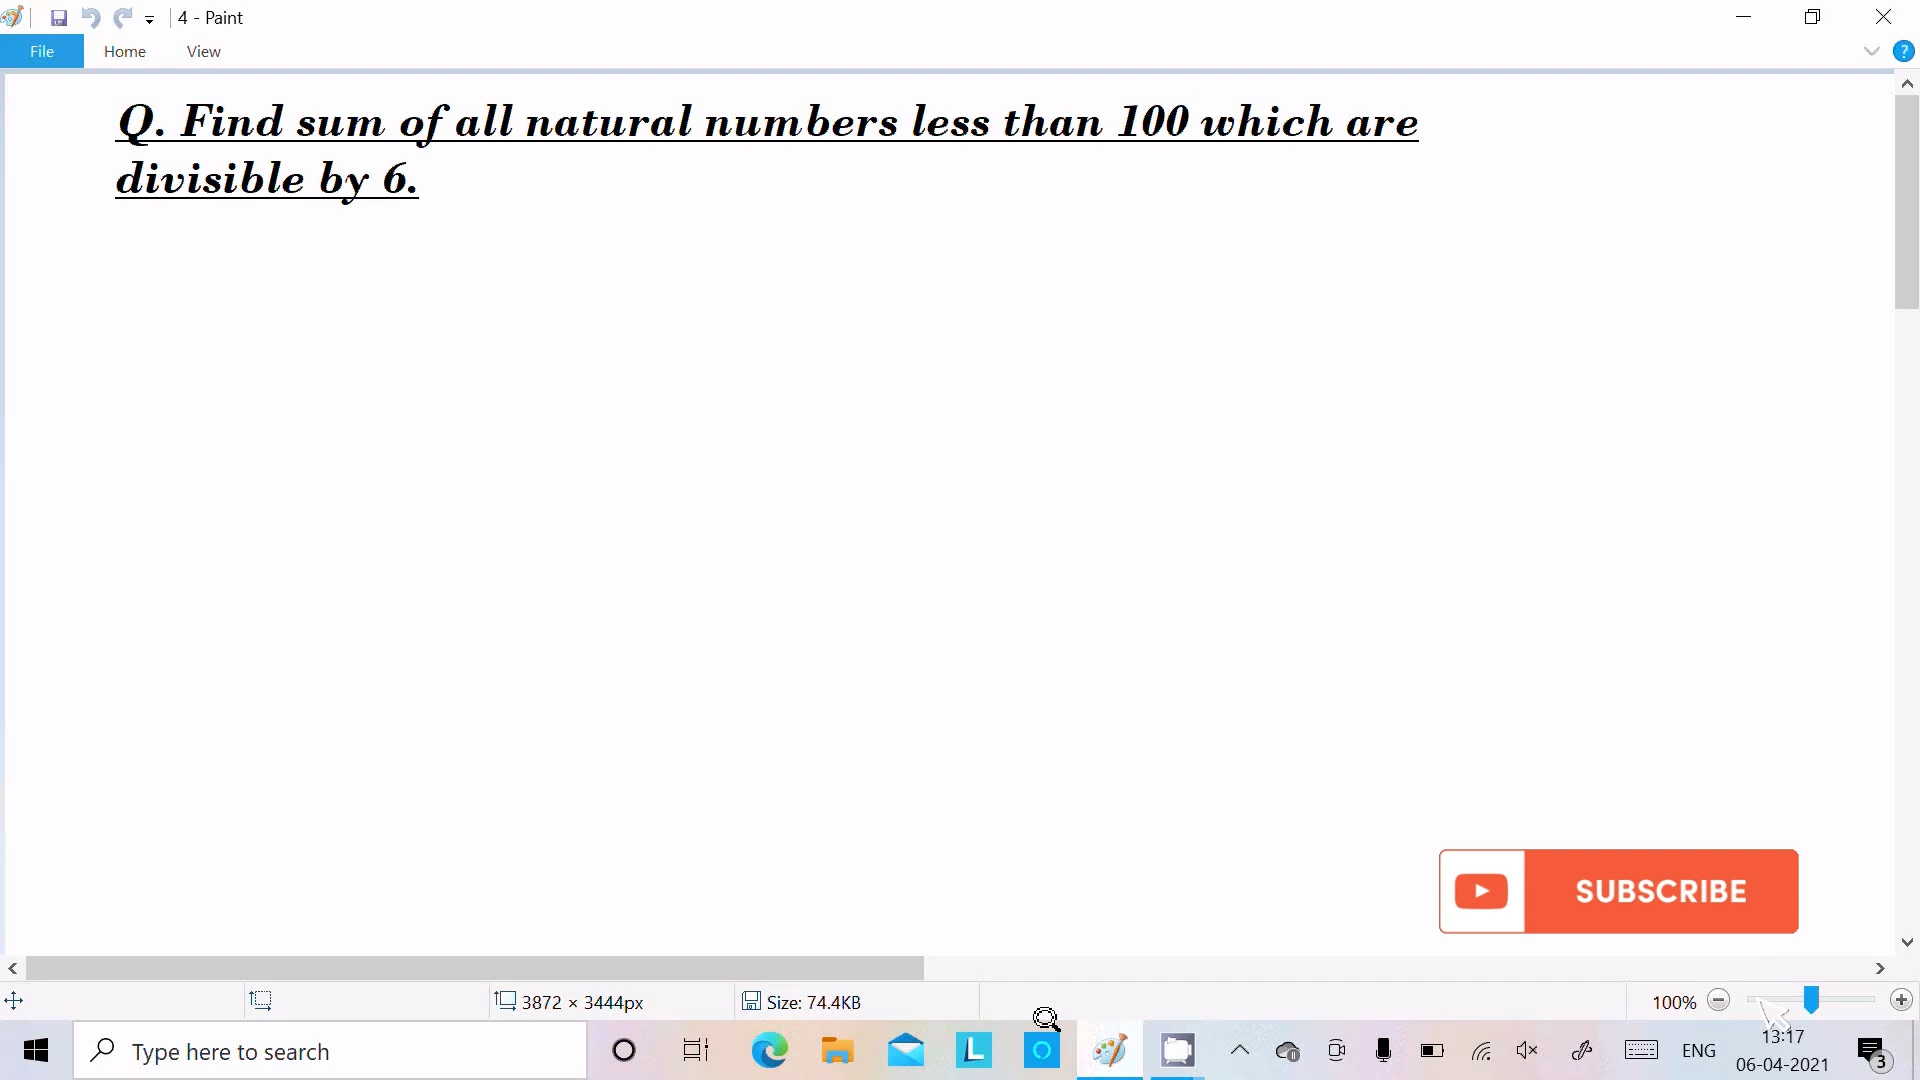 4 - Paint
File Home View
Q. Find sum of all natural numbers less than 100 which are
divisible by 6.
SUBSCRIBE
3872 × 3444px Size: 74.4KB 100%
Type here to search
L
ENG
13:17
06-04-2021
3